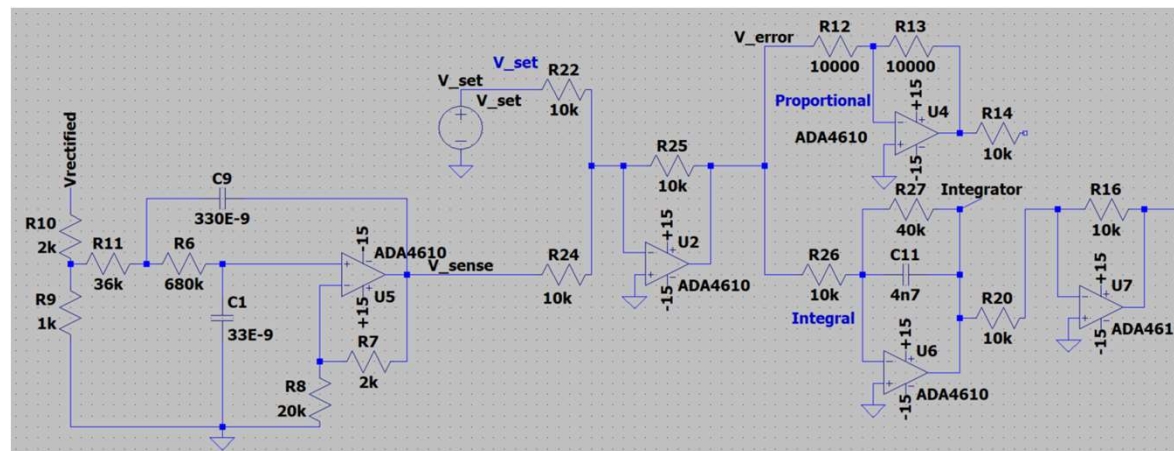 Vrectified
R10
2k
R9
1k
R11
36k
C9
330E-9
R6
680k
C1
33E-9
+
−
-15
+15
ADA4610
U5
R7
2k
R8
20k
V_sense
V_set
V_set
V_set
+
−
R22
10k
R24
10k
R25
10k
+15
U2
-15
ADA4610
V_error
R12
10000
R13
10000
Proportional
+15
U4
ADA4610
-15
R14
10k
R27
40k
Integrator
R26
10k
C11
4n7
Integral
+15
U6
-15
ADA4610
R20
10k
R16
10k
+15
U7
-15
ADA461